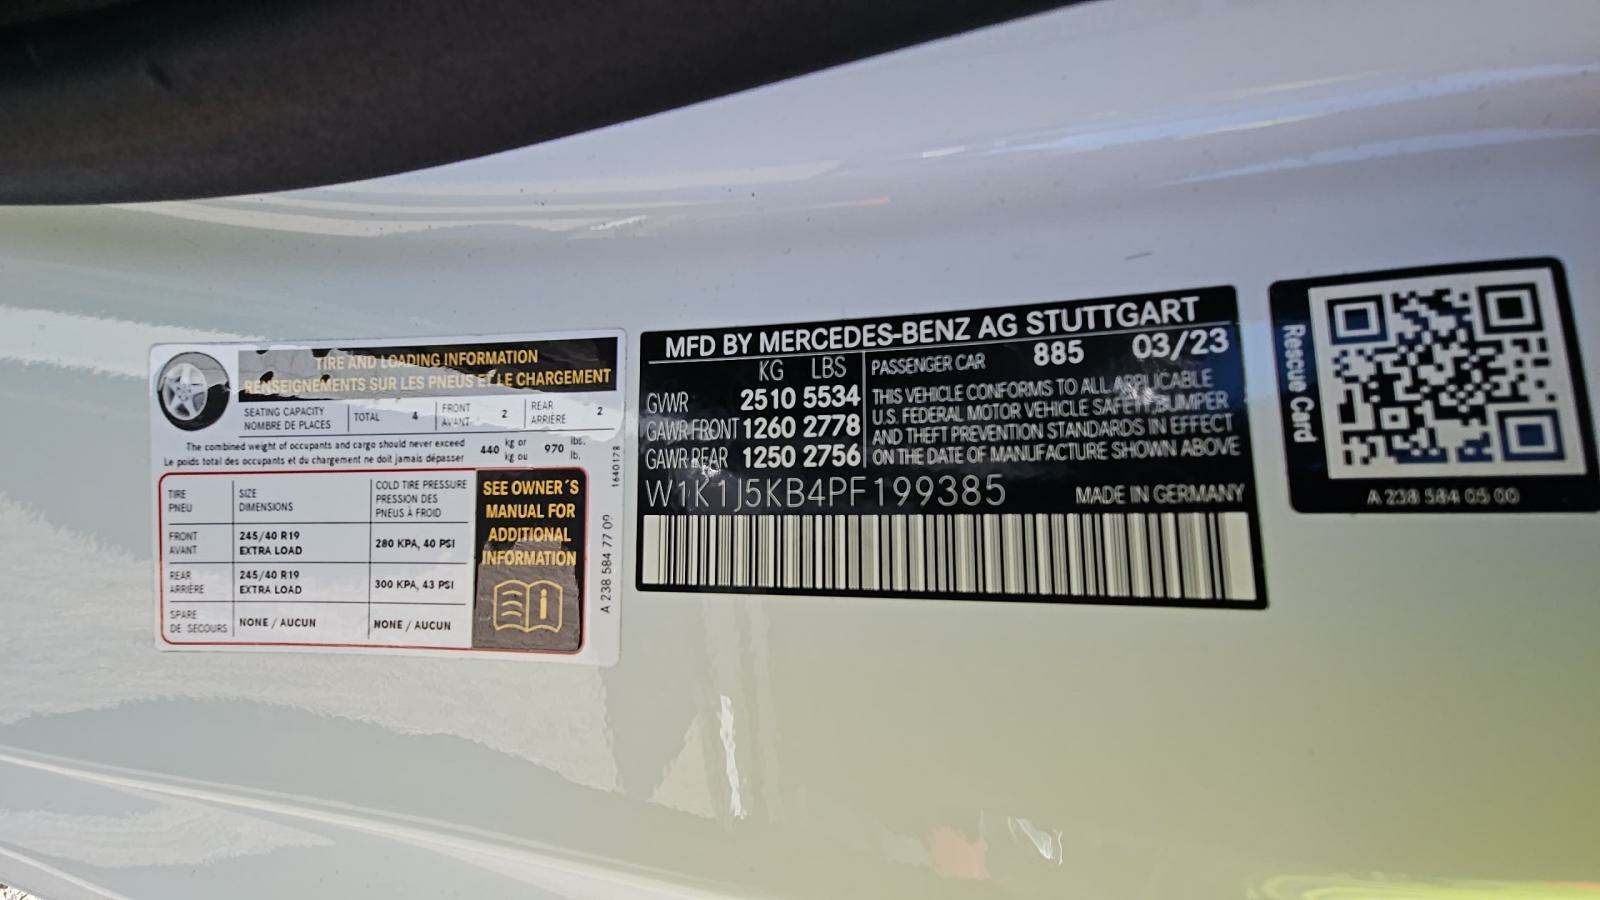 TIRE AND LOADING INFORMATION
RENSEIGNEMENTS SUR LES PNEUS ET LE CHARGEMENT
SEATING CAPACITY
NOMBRE DE PLACES
TOTAL 4
FRONT
AVANT
2
REAR
ARRIÈRE
2
The combined weight of occupants and cargo should never exceed
Le poids total des occupants et du chargement ne doit jamais dépasser
440 kg or
kg ou
970 lbs.
lb.
TIRE
PNEU
SIZE
DIMENSIONS
COLD TIRE PRESSURE
PRESSION DES
PNEUS À FROID
FRONT
AVANT
245/40 R19
EXTRA LOAD
280 KPA, 40 PSI
REAR
ARRIÈRE
245/40 R19
EXTRA LOAD
300 KPA, 43 PSI
SPARE
DE SECOURS
NONE / AUCUN
NONE / AUCUN
SEE OWNER´S
MANUAL FOR
ADDITIONAL
INFORMATION
1640178
A 238 584 77 09
MFD BY MERCEDES-BENZ AG STUTTGART
KG LBS
GVWR 2510 5534
GAWR FRONT 1260 2778
GAWR REAR 1250 2756
PASSENGER CAR 885 03/23
THIS VEHICLE CONFORMS TO ALL APPLICABLE
U.S. FEDERAL MOTOR VEHICLE SAFETY BUMPER
AND THEFT PREVENTION STANDARDS IN EFFECT
ON THE DATE OF MANUFACTURE SHOWN ABOVE
W1K1J5KB4PF199385 MADE IN GERMANY
Rescue Card
A 238 584 05 00